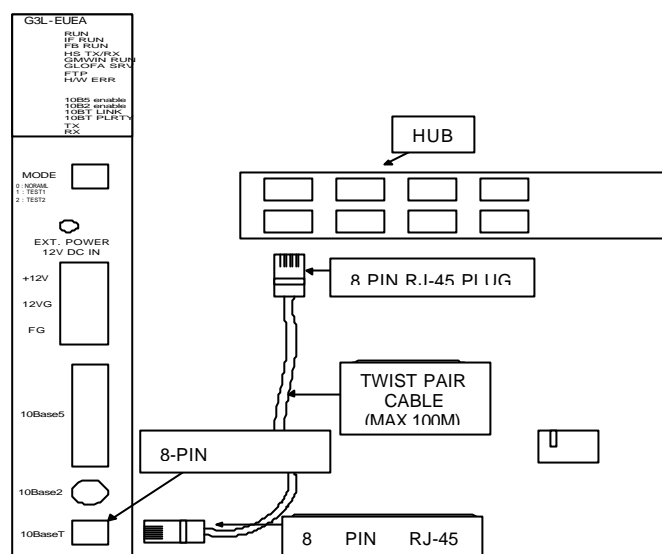 G3L-EUEA
RUN
IF RUN
FB RUN
HS TX/RX
GMWIN RUN
GLOFA SRV
FTP
H/W ERR
10B5 enable
10B2 enable
10BT LINK
10BT PLRTY
TX
RX
MODE
0 : NORAML
1 : TEST1
2 : TEST2
EXT. POWER
12V DC IN
+12V
12VG
FG
10Base5
10Base2
10BaseT
HUB
8 PIN RJ-45 PLUG
TWIST PAIR
CABLE
(MAX 100M)
8-PIN
8 PIN RJ-45